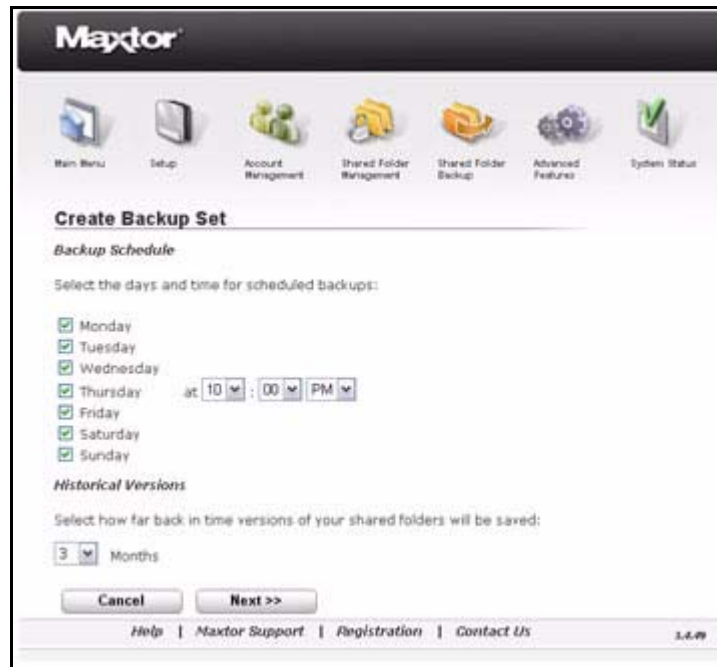 Maxtor
Main Menu
Setup
Account Management
Shared Folder Management
Shared Folder Backup
Advanced Features
System Status
Create Backup Set
Backup Schedule
Select the days and time for scheduled backups:
Monday
Tuesday
Wednesday
Thursday at 10 : 00 PM
Friday
Saturday
Sunday
Historical Versions
Select how far back in time versions of your shared folders will be saved:
3 Months
Cancel Next >>
Help | Maxtor Support | Registration | Contact Us